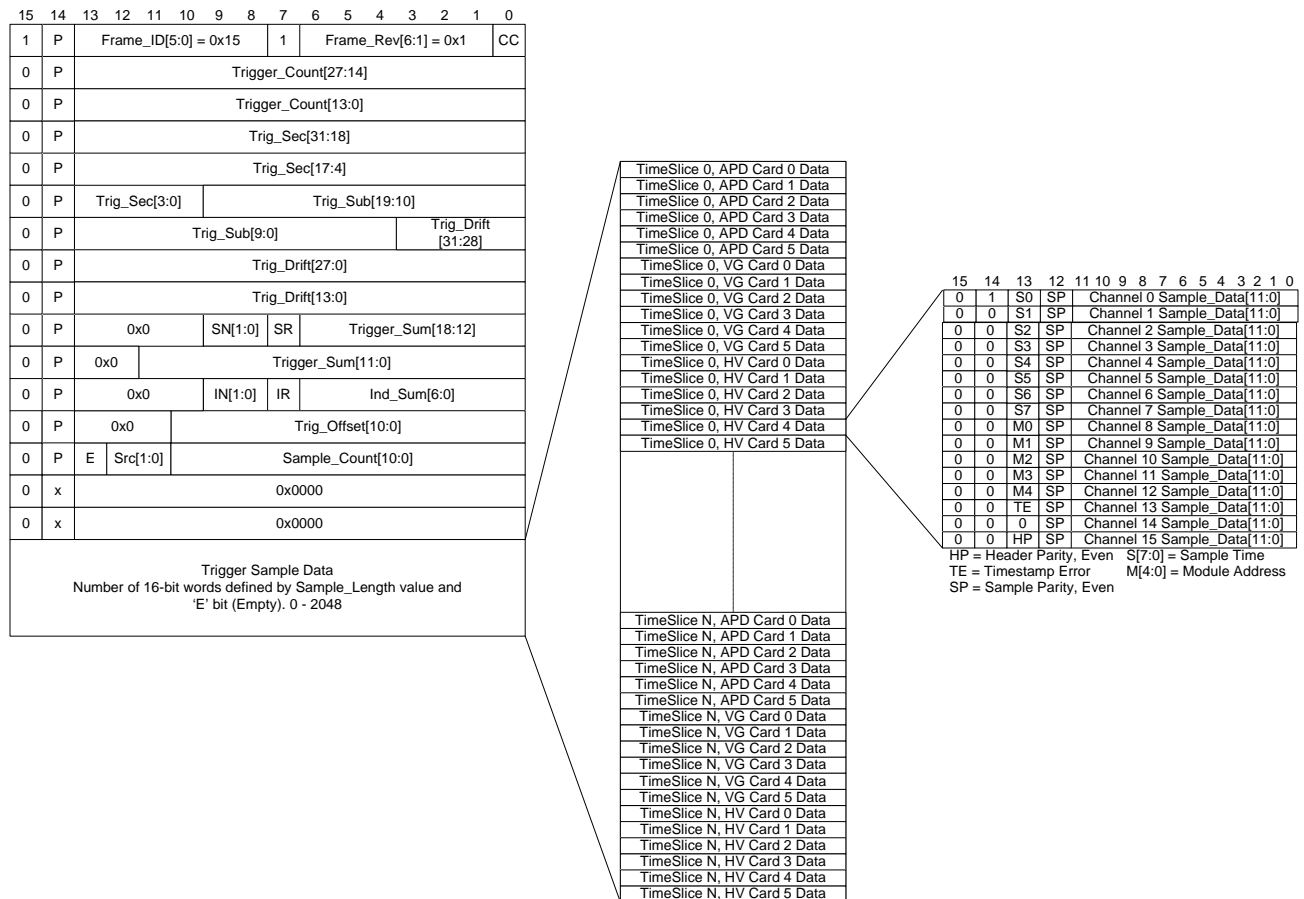 15 14 13 12 11 10 9 8 7 6 5 4 3 2 1 0
1 P Frame_ID[5:0] = 0x15 1 Frame_Rev[6:1] = 0x1 CC
0 P Trigger_Count[27:14]
0 P Trigger_Count[13:0]
0 P Trig_Sec[31:18]
0 P Trig_Sec[17:4]
0 P Trig_Sec[3:0] Trig_Sub[19:10]
0 P Trig_Sub[9:0] Trig_Drift
[31:28]
0 P Trig_Drift[27:0]
0 P Trig_Drift[13:0]
0 P 0x0 SN[1:0] SR Trigger_Sum[18:12]
0 P 0x0 Trigger_Sum[11:0]
0 P 0x0 IN[1:0] IR Ind_Sum[6:0]
0 P 0x0 Trig_Offset[10:0]
0 P E Src[1:0] Sample_Count[10:0]
0 x 0x0000
0 x 0x0000
Trigger Sample Data
Number of 16-bit words defined by Sample_Length value and
'E' bit (Empty). 0 - 2048
TimeSlice 0, APD Card 0 Data
TimeSlice 0, APD Card 1 Data
TimeSlice 0, APD Card 2 Data
TimeSlice 0, APD Card 3 Data
TimeSlice 0, APD Card 4 Data
TimeSlice 0, APD Card 5 Data
TimeSlice 0, VG Card 0 Data
TimeSlice 0, VG Card 1 Data
TimeSlice 0, VG Card 2 Data
TimeSlice 0, VG Card 3 Data
TimeSlice 0, VG Card 4 Data
TimeSlice 0, VG Card 5 Data
TimeSlice 0, HV Card 0 Data
TimeSlice 0, HV Card 1 Data
TimeSlice 0, HV Card 2 Data
TimeSlice 0, HV Card 3 Data
TimeSlice 0, HV Card 4 Data
TimeSlice 0, HV Card 5 Data
TimeSlice N, APD Card 0 Data
TimeSlice N, APD Card 1 Data
TimeSlice N, APD Card 2 Data
TimeSlice N, APD Card 3 Data
TimeSlice N, APD Card 4 Data
TimeSlice N, APD Card 5 Data
TimeSlice N, VG Card 0 Data
TimeSlice N, VG Card 1 Data
TimeSlice N, VG Card 2 Data
TimeSlice N, VG Card 3 Data
TimeSlice N, VG Card 4 Data
TimeSlice N, VG Card 5 Data
TimeSlice N, HV Card 0 Data
TimeSlice N, HV Card 1 Data
TimeSlice N, HV Card 2 Data
TimeSlice N, HV Card 3 Data
TimeSlice N, HV Card 4 Data
TimeSlice N, HV Card 5 Data
15 14 13 12 11 10 9 8 7 6 5 4 3 2 1 0
0 1 S0 SP Channel 0 Sample_Data[11:0]
0 0 S1 SP Channel 1 Sample_Data[11:0]
0 0 S2 SP Channel 2 Sample_Data[11:0]
0 0 S3 SP Channel 3 Sample_Data[11:0]
0 0 S4 SP Channel 4 Sample_Data[11:0]
0 0 S5 SP Channel 5 Sample_Data[11:0]
0 0 S6 SP Channel 6 Sample_Data[11:0]
0 0 S7 SP Channel 7 Sample_Data[11:0]
0 0 M0 SP Channel 8 Sample_Data[11:0]
0 0 M1 SP Channel 9 Sample_Data[11:0]
0 0 M2 SP Channel 10 Sample_Data[11:0]
0 0 M3 SP Channel 11 Sample_Data[11:0]
0 0 M4 SP Channel 12 Sample_Data[11:0]
0 0 TE SP Channel 13 Sample_Data[11:0]
0 0 0 SP Channel 14 Sample_Data[11:0]
0 0 HP SP Channel 15 Sample_Data[11:0]
HP = Header Parity, Even S[7:0] = Sample Time
TE = Timestamp Error M[4:0] = Module Address
SP = Sample Parity, Even